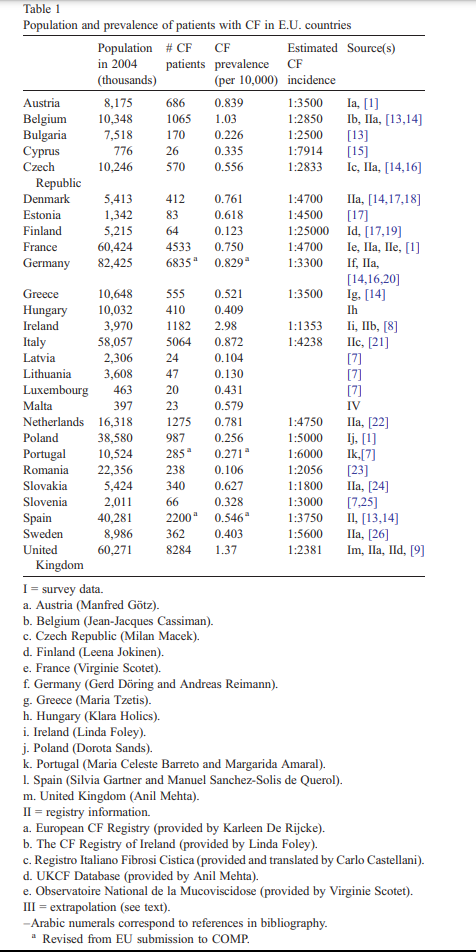 Table 1
Population and prevalence of patients with CF in E.U. countries
Population # CF CF Estimated Source(s)
in 2004 patients prevalence CF
(thousands) (per 10,000) incidence
Austria 8,175 686 0.839 1:3500 Ia, [1]
Belgium 10,348 1065 1.03 1:2850 Ib, IIa, [13,14]
Bulgaria 7,518 170 0.226 1:2500 [13]
Cyprus 776 26 0.335 1:7914 [15]
Czech 10,246 570 0.556 1:2833 Ic, IIa, [14,16]
Republic
Denmark 5,413 412 0.761 1:4700 IIa, [14,17,18]
Estonia 1,342 83 0.618 1:4500 [17]
Finland 5,215 64 0.123 1:25000 Id, [17,19]
France 60,424 4533 0.750 1:4700 Ie, IIa, IIe, [1]
Germany 82,425 6835 a 0.829 a 1:3300 If, IIa,
[14,16,20]
Greece 10,648 555 0.521 1:3500 Ig, [14]
Hungary 10,032 410 0.409 Ih
Ireland 3,970 1182 2.98 1:1353 Ii, IIb, [8]
Italy 58,057 5064 0.872 1:4238 IIc, [21]
Latvia 2,306 24 0.104 [7]
Lithuania 3,608 47 0.130 [7]
Luxembourg 463 20 0.431 [7]
Malta 397 23 0.579 IV
Netherlands 16,318 1275 0.781 1:4750 IIa, [22]
Poland 38,580 987 0.256 1:5000 Ij, [1]
Portugal 10,524 285 a 0.271 a 1:6000 Ik,[7]
Romania 22,356 238 0.106 1:2056 [23]
Slovakia 5,424 340 0.627 1:1800 IIa, [24]
Slovenia 2,011 66 0.328 1:3000 [7,25]
Spain 40,281 2200 a 0.546 a 1:3750 Il, [13,14]
Sweden 8,986 362 0.403 1:5600 IIa, [26]
United 60,271 8284 1.37 1:2381 Im, IIa, IId, [9]
Kingdom
I = survey data.
a. Austria (Manfred Götz).
b. Belgium (Jean-Jacques Cassiman).
c. Czech Republic (Milan Macek).
d. Finland (Leena Jokinen).
e. France (Virginie Scotet).
f. Germany (Gerd Döring and Andreas Reimann).
g. Greece (Maria Tzetis).
h. Hungary (Klara Holics).
i. Ireland (Linda Foley).
j. Poland (Dorota Sands).
k. Portugal (Maria Celeste Barreto and Margarida Amaral).
l. Spain (Silvia Gartner and Manuel Sanchez-Solis de Querol).
m. United Kingdom (Anil Mehta).
II = registry information.
a. European CF Registry (provided by Karleen De Rijcke).
b. The CF Registry of Ireland (provided by Linda Foley).
c. Registro Italiano Fibrosi Cistica (provided and translated by Carlo Castellani).
d. UKCF Database (provided by Anil Mehta).
e. Observatoire National de la Mucoviscidose (provided by Virginie Scotet).
III = extrapolation (see text).
–Arabic numerals correspond to references in bibliography.
a Revised from EU submission to COMP.